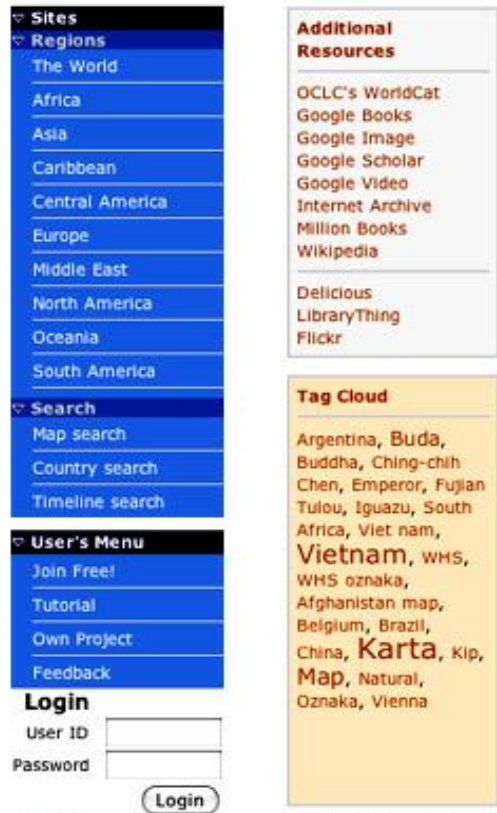 Sites
Regions
The World
Africa
Asia
Caribbean
Central America
Europe
Middle East
North America
Oceania
South America
Search
Map search
Country search
Timeline search
User's Menu
Join Free!
Tutorial
Own Project
Feedback
Login
User ID
Password
Login
Additional
Resources
OCLC's WorldCat
Google Books
Google Image
Google Scholar
Google Video
Internet Archive
Million Books
Wikipedia
Delicious
LibraryThing
Flickr
Tag Cloud
Argentina, Buda,
Buddha, Ching-chih
Chen, Emperor, Fujian
Tulou, Iguazu, South
Africa, Viet nam,
Vietnam, WHS,
WHS oznaka,
Afghanistan map,
Belgium, Brazil,
China, Karta, Kip,
Map, Natural,
Oznaka, Vienna